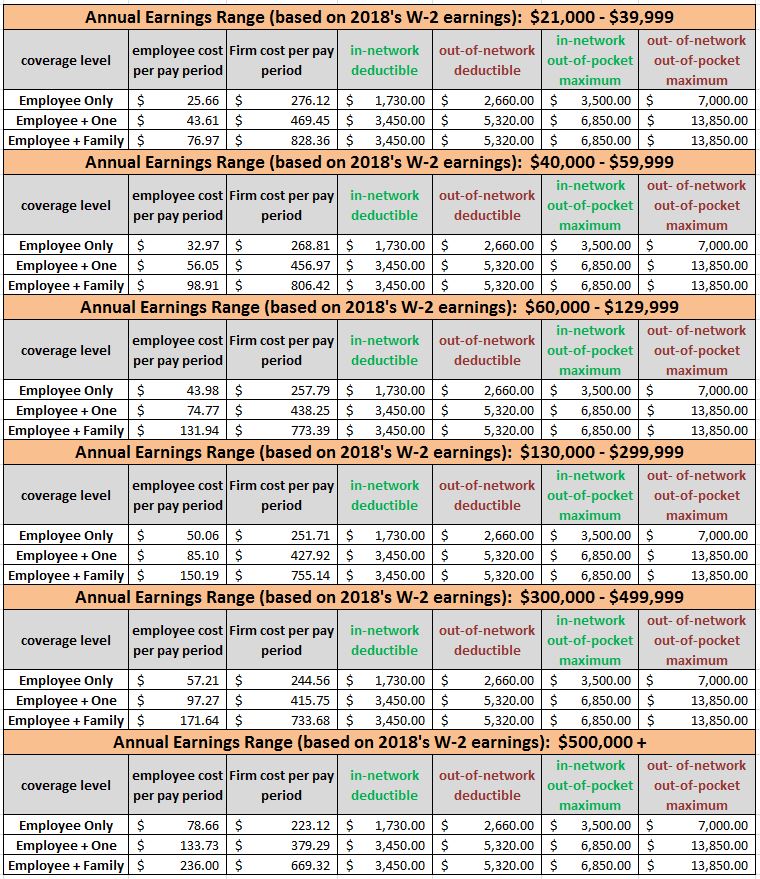 Annual Earnings Range (based on 2018's W-2 earnings): $21,000 - $39,999
coverage level employee cost per pay period Firm cost per pay period in-network deductible out-of-network deductible in-network out-of-pocket maximum out- of-network out-of-pocket maximum
Employee Only $ 25.66 $ 276.12 $ 1,730.00 $ 2,660.00 $ 3,500.00 $ 7,000.00
Employee + One $ 43.61 $ 469.45 $ 3,450.00 $ 5,320.00 $ 6,850.00 $ 13,850.00
Employee + Family $ 76.97 $ 828.36 $ 3,450.00 $ 5,320.00 $ 6,850.00 $ 13,850.00
Annual Earnings Range (based on 2018's W-2 earnings): $40,000 - $59,999
coverage level employee cost per pay period Firm cost per pay period in-network deductible out-of-network deductible in-network out-of-pocket maximum out- of-network out-of-pocket maximum
Employee Only $ 32.97 $ 268.81 $ 1,730.00 $ 2,660.00 $ 3,500.00 $ 7,000.00
Employee + One $ 56.05 $ 456.97 $ 3,450.00 $ 5,320.00 $ 6,850.00 $ 13,850.00
Employee + Family $ 98.91 $ 806.42 $ 3,450.00 $ 5,320.00 $ 6,850.00 $ 13,850.00
Annual Earnings Range (based on 2018's W-2 earnings): $60,000 - $129,999
coverage level employee cost per pay period Firm cost per pay period in-network deductible out-of-network deductible in-network out-of-pocket maximum out- of-network out-of-pocket maximum
Employee Only $ 43.98 $ 257.79 $ 1,730.00 $ 2,660.00 $ 3,500.00 $ 7,000.00
Employee + One $ 74.77 $ 438.25 $ 3,450.00 $ 5,320.00 $ 6,850.00 $ 13,850.00
Employee + Family $ 131.94 $ 773.39 $ 3,450.00 $ 5,320.00 $ 6,850.00 $ 13,850.00
Annual Earnings Range (based on 2018's W-2 earnings): $130,000 - $299,999
coverage level employee cost per pay period Firm cost per pay period in-network deductible out-of-network deductible in-network out-of-pocket maximum out- of-network out-of-pocket maximum
Employee Only $ 50.06 $ 251.71 $ 1,730.00 $ 2,660.00 $ 3,500.00 $ 7,000.00
Employee + One $ 85.10 $ 427.92 $ 3,450.00 $ 5,320.00 $ 6,850.00 $ 13,850.00
Employee + Family $ 150.19 $ 755.14 $ 3,450.00 $ 5,320.00 $ 6,850.00 $ 13,850.00
Annual Earnings Range (based on 2018's W-2 earnings): $300,000 - $499,999
coverage level employee cost per pay period Firm cost per pay period in-network deductible out-of-network deductible in-network out-of-pocket maximum out- of-network out-of-pocket maximum
Employee Only $ 57.21 $ 244.56 $ 1,730.00 $ 2,660.00 $ 3,500.00 $ 7,000.00
Employee + One $ 97.27 $ 415.75 $ 3,450.00 $ 5,320.00 $ 6,850.00 $ 13,850.00
Employee + Family $ 171.64 $ 733.68 $ 3,450.00 $ 5,320.00 $ 6,850.00 $ 13,850.00
Annual Earnings Range (based on 2018's W-2 earnings): $500,000 +
coverage level employee cost per pay period Firm cost per pay period in-network deductible out-of-network deductible in-network out-of-pocket maximum out- of-network out-of-pocket maximum
Employee Only $ 78.66 $ 223.12 $ 1,730.00 $ 2,660.00 $ 3,500.00 $ 7,000.00
Employee + One $ 133.73 $ 379.29 $ 3,450.00 $ 5,320.00 $ 6,850.00 $ 13,850.00
Employee + Family $ 236.00 $ 669.32 $ 3,450.00 $ 5,320.00 $ 6,850.00 $ 13,850.00